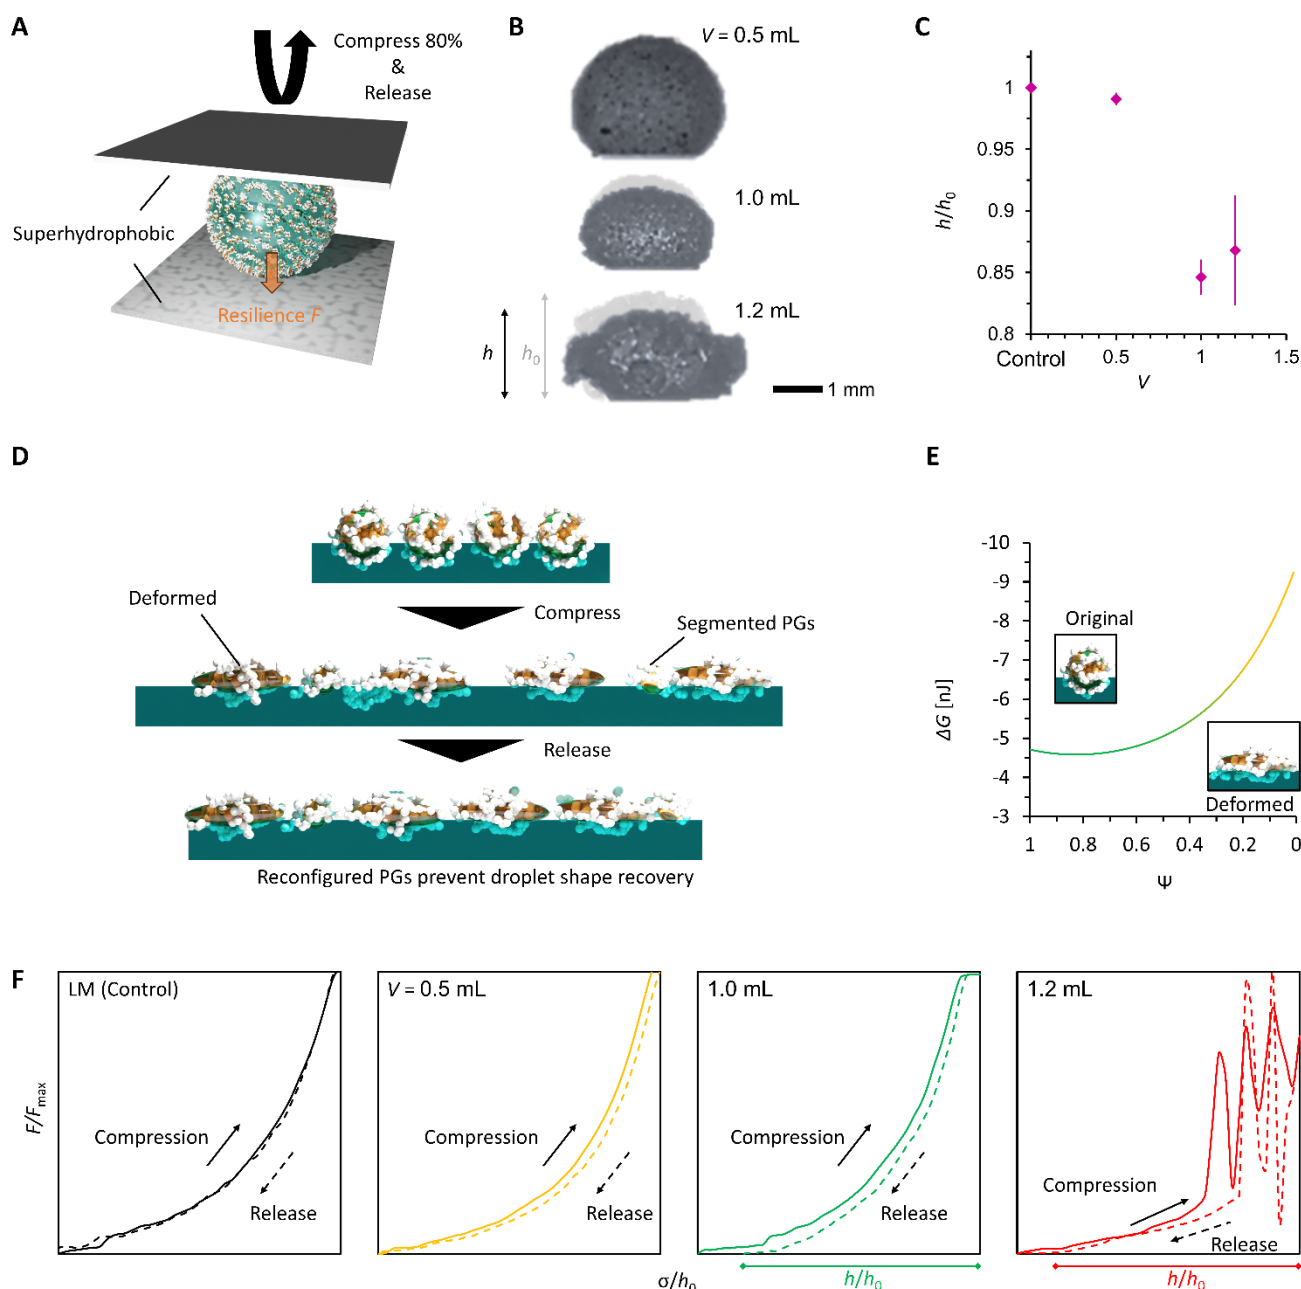 A
Compress 80%
&
Release
Superhydrophobic
Resilience F
B
V = 0.5 mL
1.0 mL
1.2 mL
h
h₀
1 mm
C
1
0.95
0.9
0.85
0.8
h/h₀
Control
0.5
1
1.5
V
D
Deformed
Compress
Segmented PGs
Release
Reconfigured PGs prevent droplet shape recovery
E
-10
-9
-8
-7
-6
-5
-4
-3
ΔG [nJ]
Original
Deformed
1
0.8
0.6
0.4
0.2
0
Ψ
F
F/Fmax
LM (Control)
Compression
Release
V = 0.5 mL
Compression
Release
1.0 mL
Compression
Release
1.2 mL
Compression
Release
σ/h₀
h/h₀
h/h₀